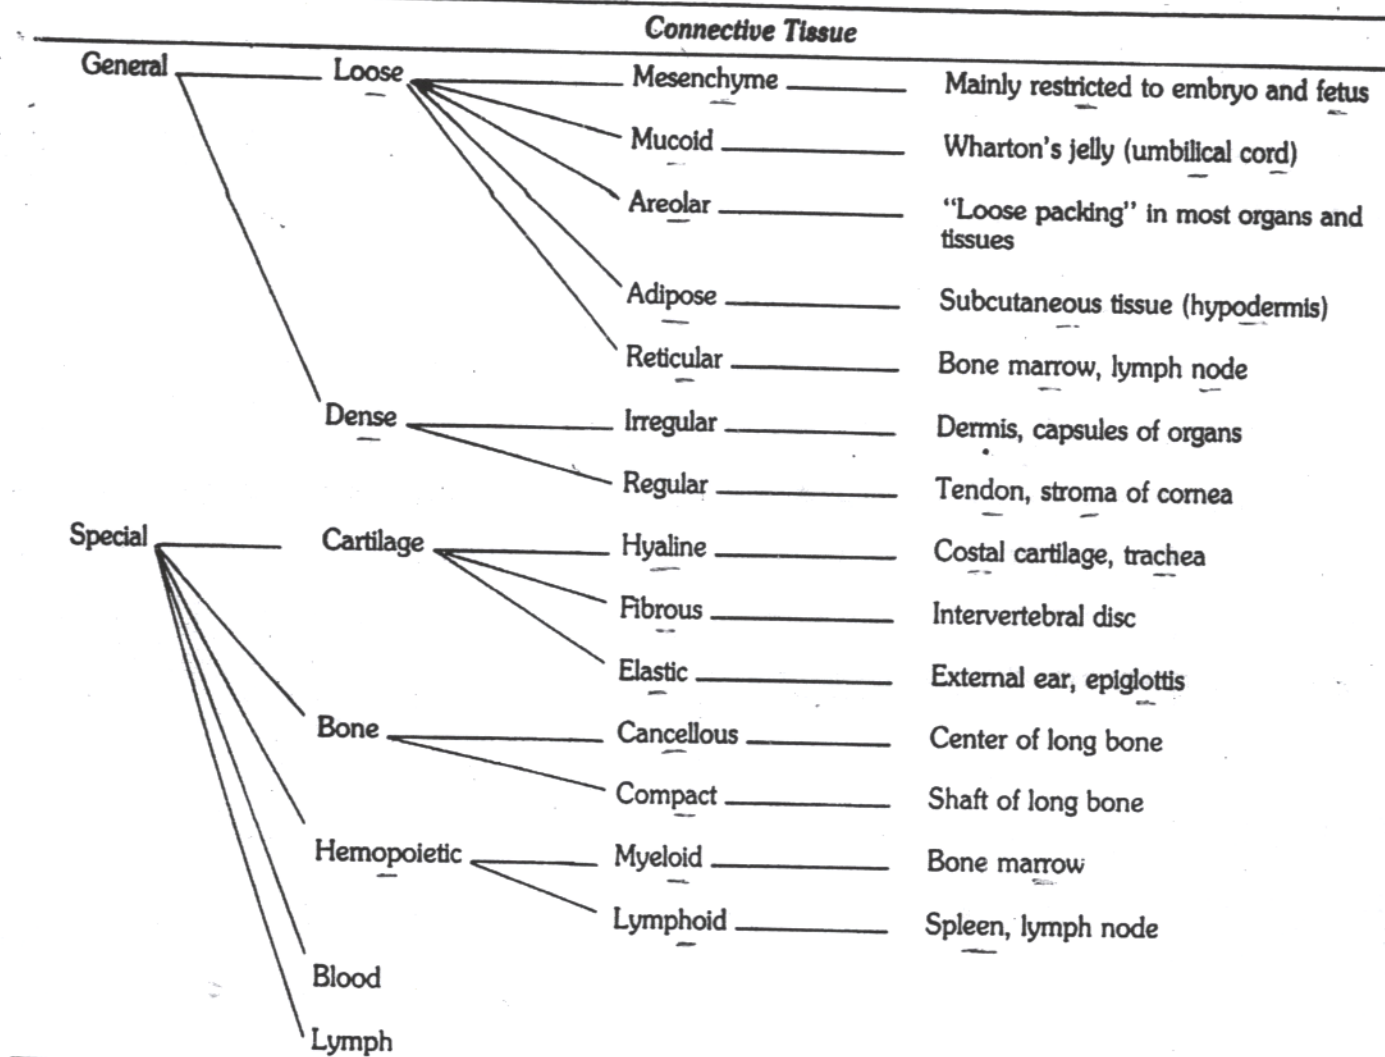 Connective Tissue
General Loose Mesenchyme Mainly restricted to embryo and fetus
Mucoid Wharton's jelly (umbilical cord)
Areolar "Loose packing" in most organs and
tissues
Adipose Subcutaneous tissue (hypodermis)
Reticular Bone marrow, lymph node
Dense Irregular Dermis, capsules of organs
Regular Tendon, stroma of cornea
Special Cartilage Hyaline Costal cartilage, trachea
Fibrous Intervertebral disc
Elastic External ear, epiglottis
Bone Cancellous Center of long bone
Compact Shaft of long bone
Hemopoietic Myeloid Bone marrow
Lymphoid Spleen, lymph node
Blood
Lymph